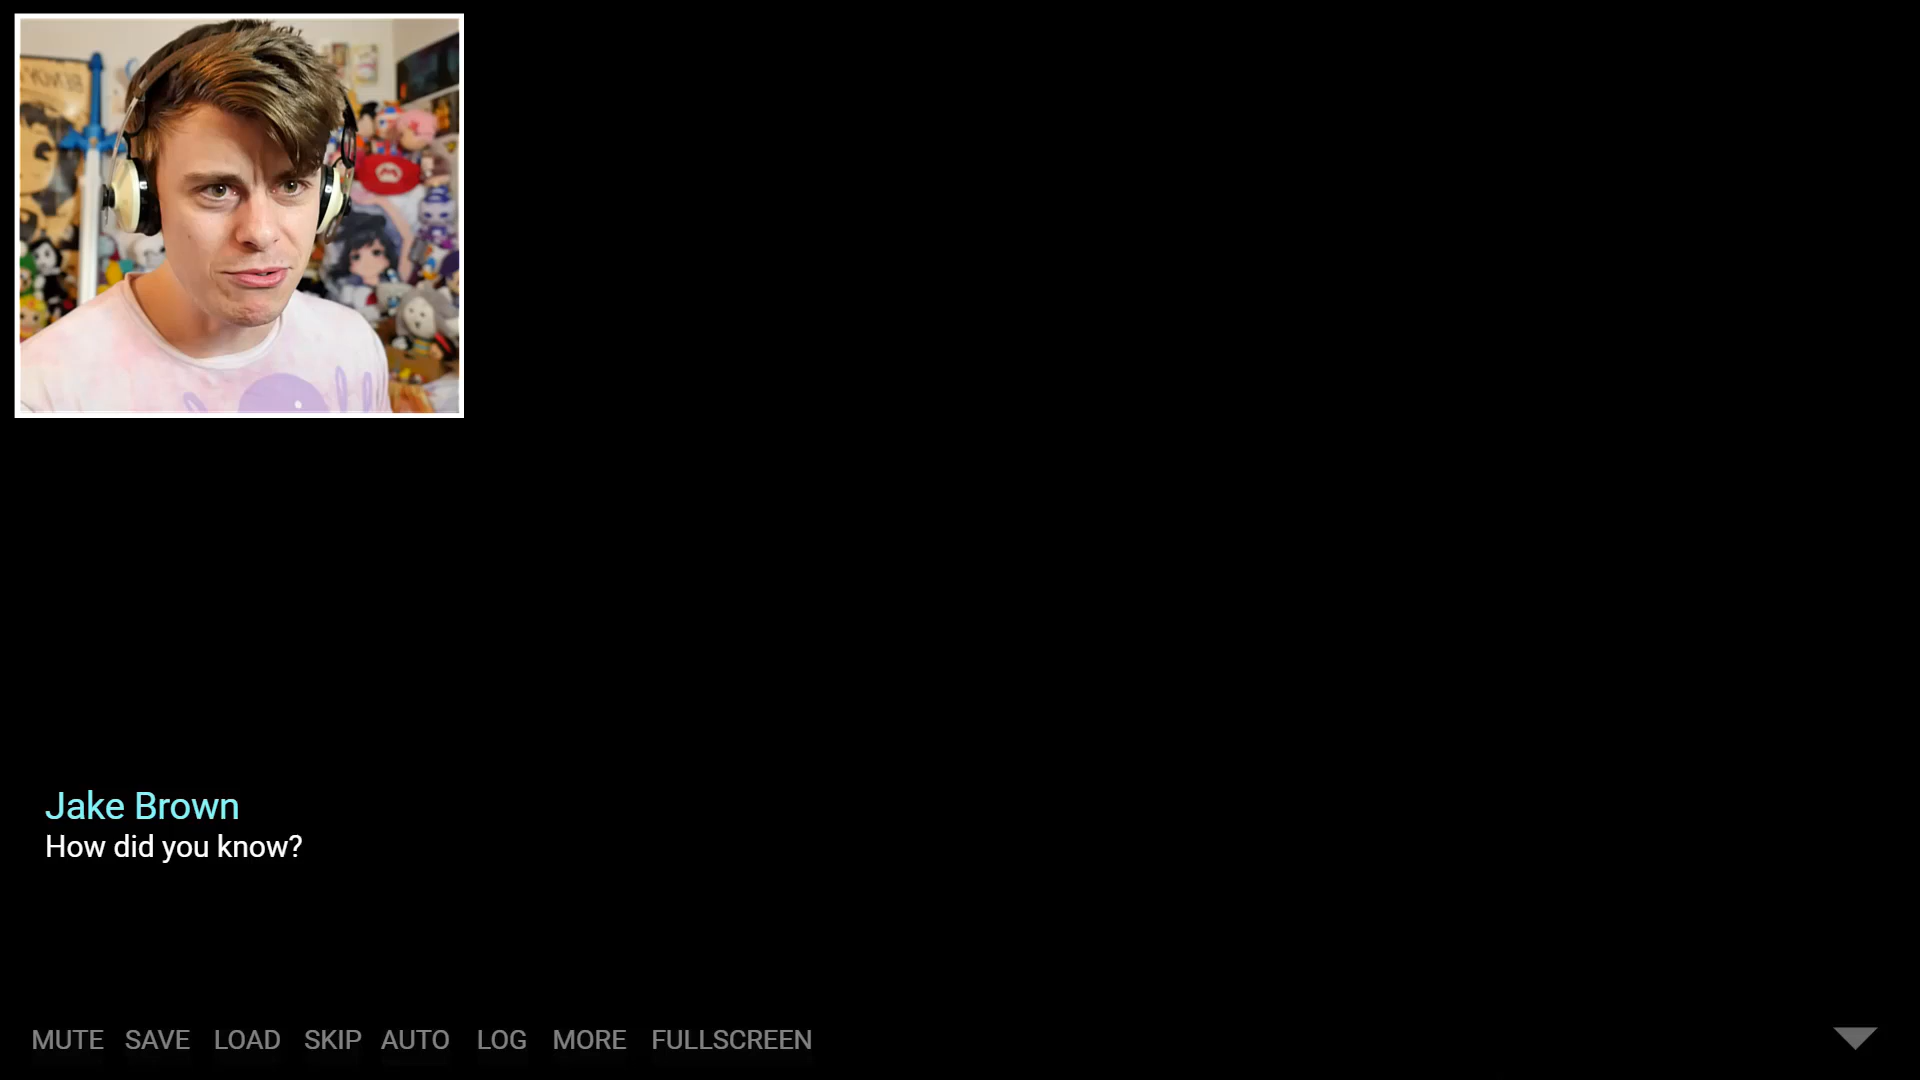 Jake Brown
How did you know?
MUTE SAVE LOAD SKIP AUTO LOG MORE FULLSCREEN